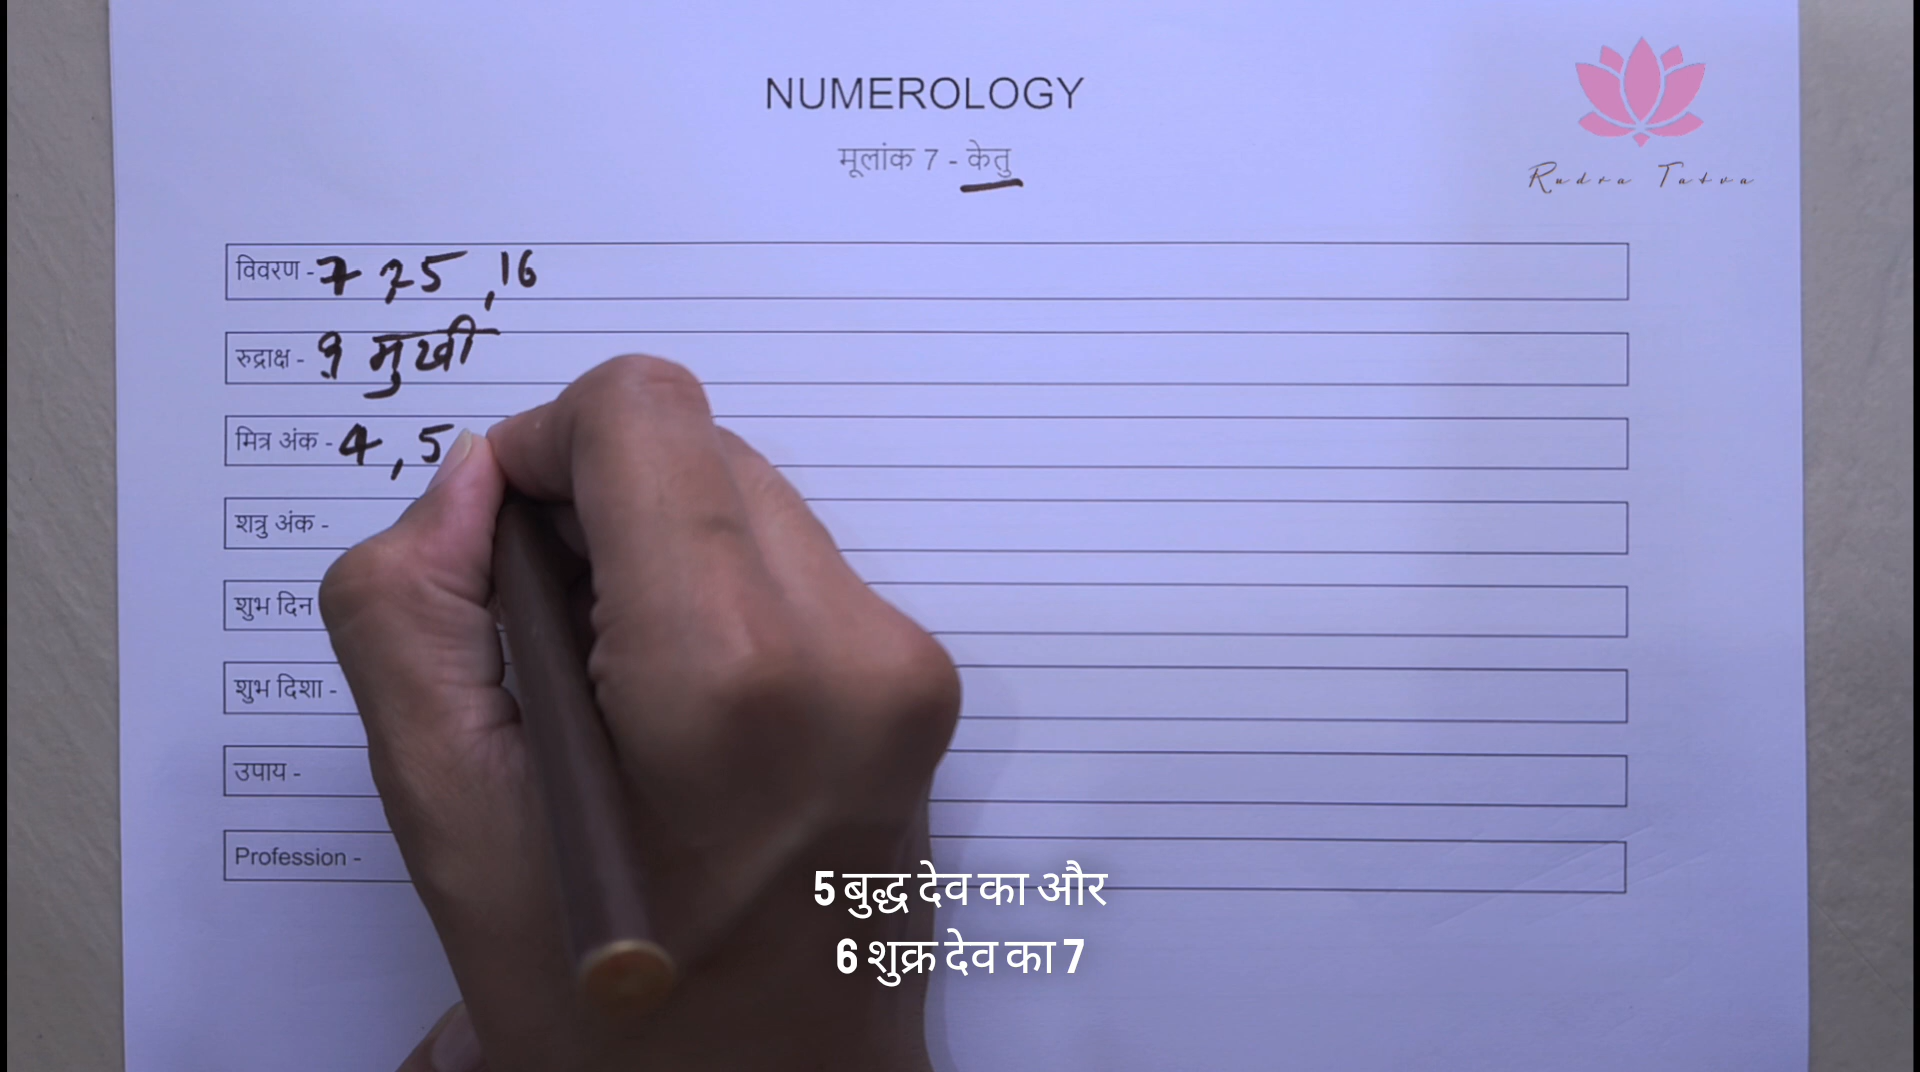 NUMEROLOGY
मूलांक 7 - केतु
Rudra Tatva
विवरण - 7 25, 16
रुद्राक्ष - 9 मुखी
मित्र अंक - 4, 5
शत्रु अंक -
शुभ दिन
शुभ दिशा -
उपाय -
Profession -
5 बुद्ध देव का और
6 शुक्र देव का 7